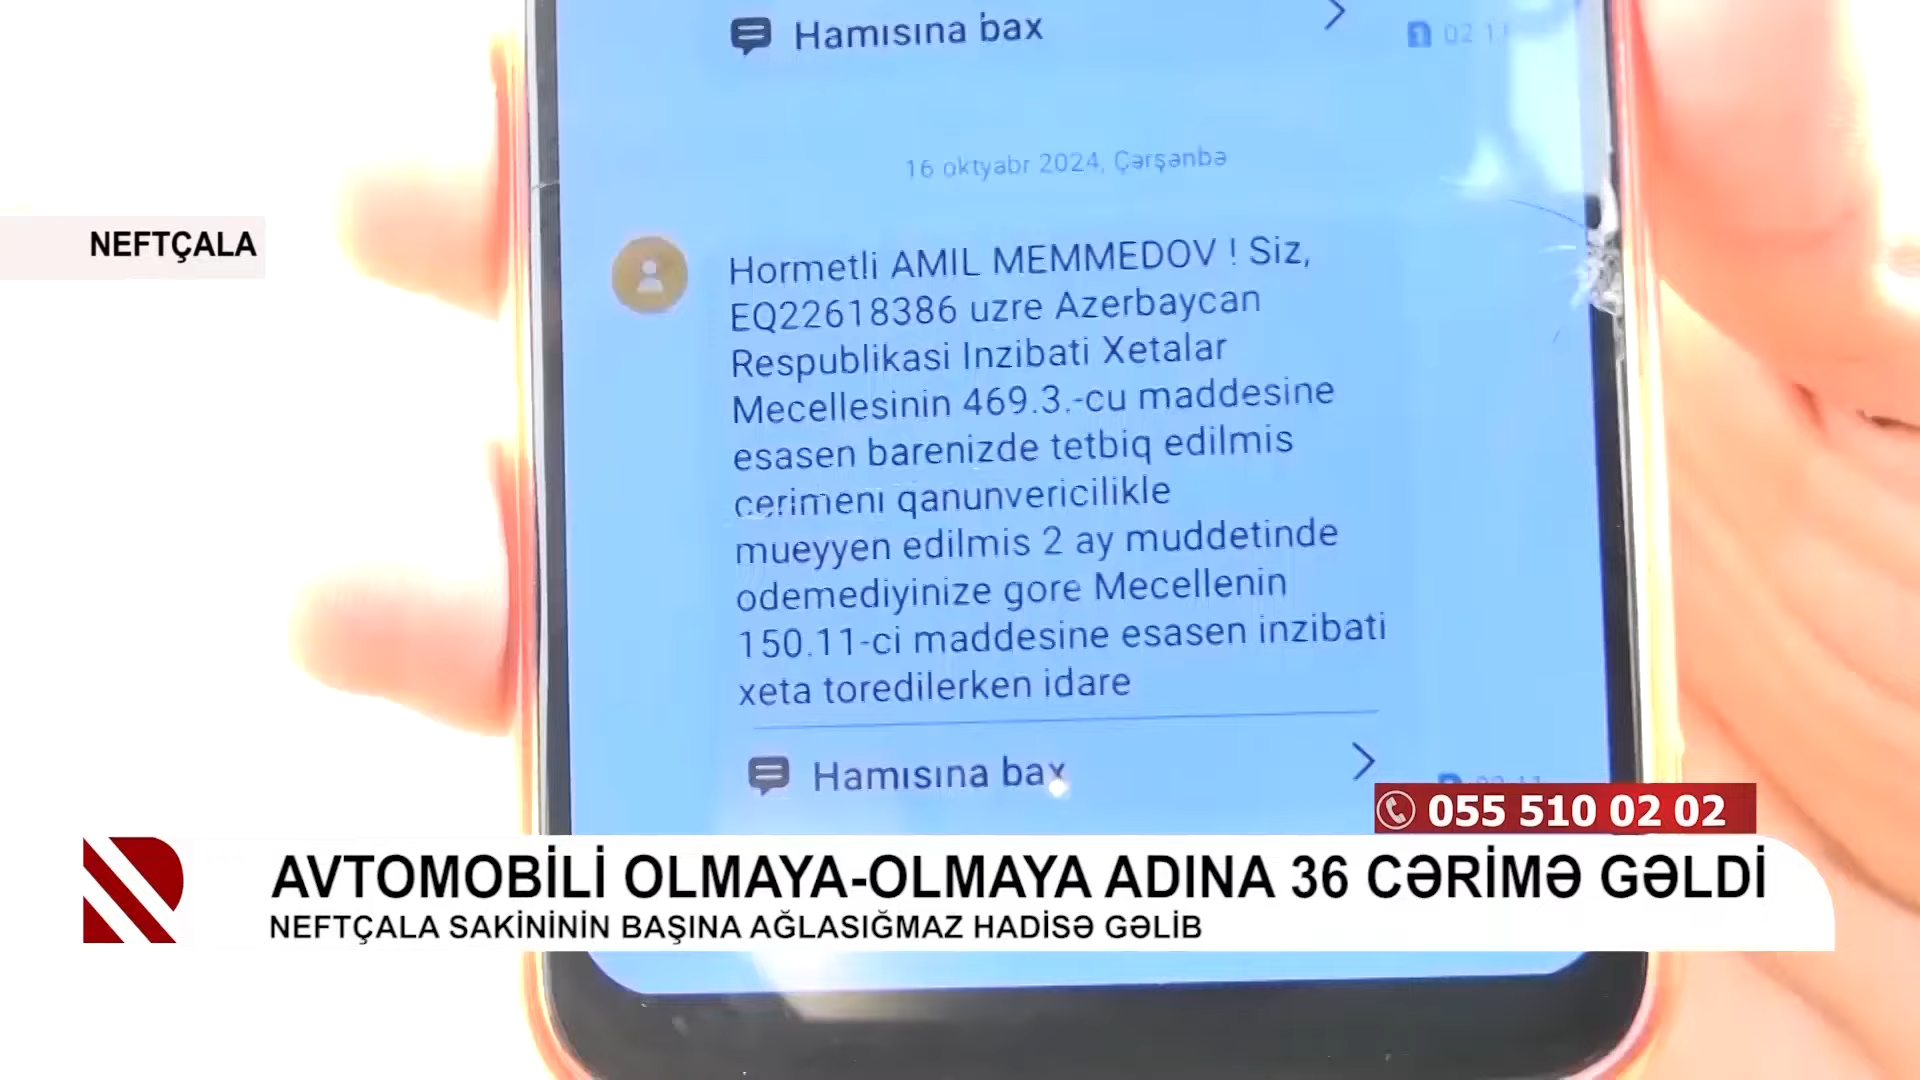 Hamısına bax
02 11
16 oktyabr 2024, Çərşənbə
NEFTÇALA
Hormetli AMIL MEMMEDOV ! Siz,
EQ22618386 uzre Azerbaycan
Respublikasi Inzibati Xetalar
Mecellesinin 469.3.-cu maddesine
esasen barenizde tetbiq edilmis
cerimeni qanunvericilikle
mueyyen edilmis 2 ay muddetinde
odemediyinize gore Mecellenin
150.11-ci maddesine esasen inzibati
xeta toredilerken idare
Hamısına bax
055 510 02 02
AVTOMOBİLİ OLMAYA-OLMAYA ADINA 36 CƏRİMƏ GƏLDİ
NEFTÇALA SAKİNİNİN BAŞINA AĞLASIĞMAZ HADİSƏ GƏLİB